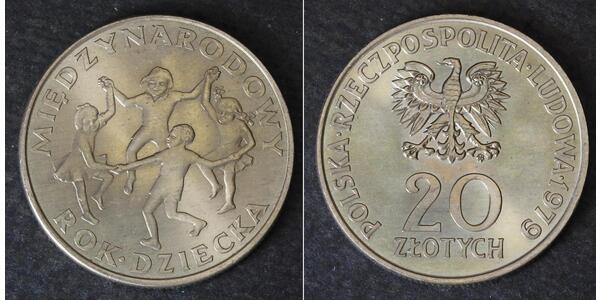 MIĘDZYNARODOWY
ROK·DZIECKA
POLSKA·RZECZPOSPOLITA·LUDOWA·1979
20
ZŁOTYCH